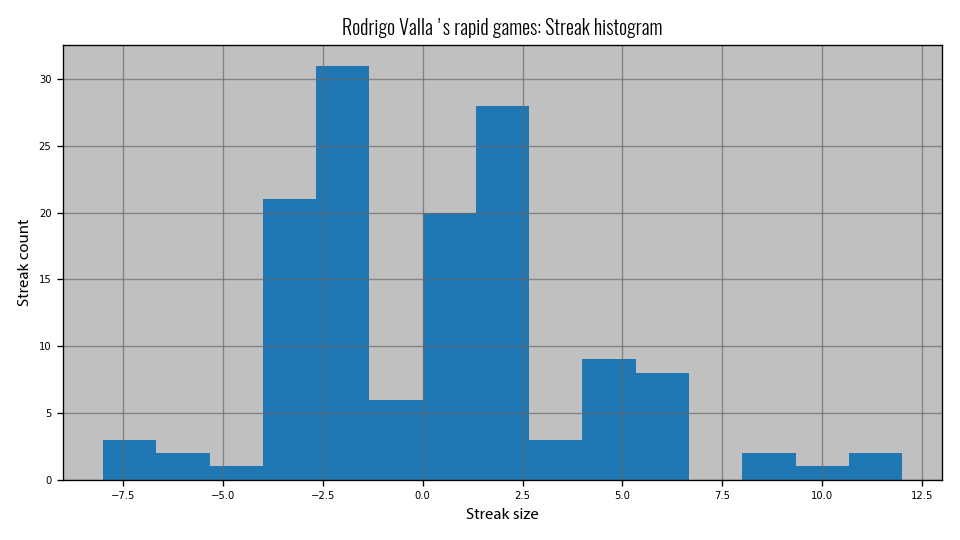 Rodrigo Valla 's rapid games: Streak histogram
Streak count
30
25
20
15
10
5
0
−7.5 −5.0 −2.5 0.0 2.5 5.0 7.5 10.0 12.5
Streak size